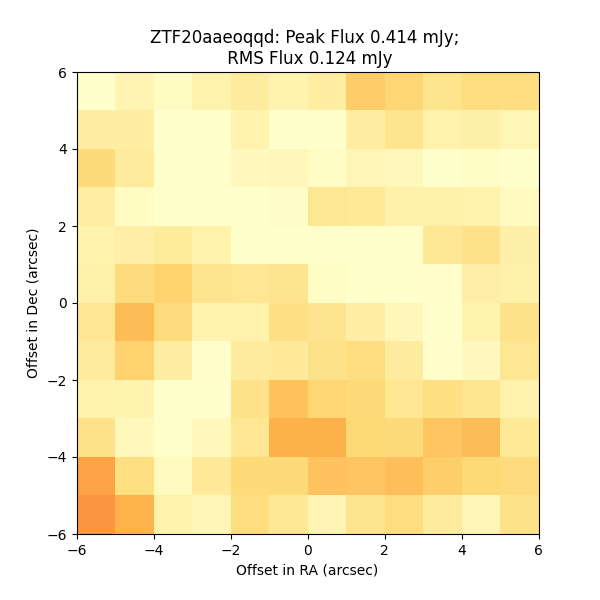 ZTF20aaeoqqd: Peak Flux 0.414 mJy;
RMS Flux 0.124 mJy
6
4
2
0
−2
−4
−6
Offset in Dec (arcsec)
−6 −4 −2 0 2 4 6
Offset in RA (arcsec)